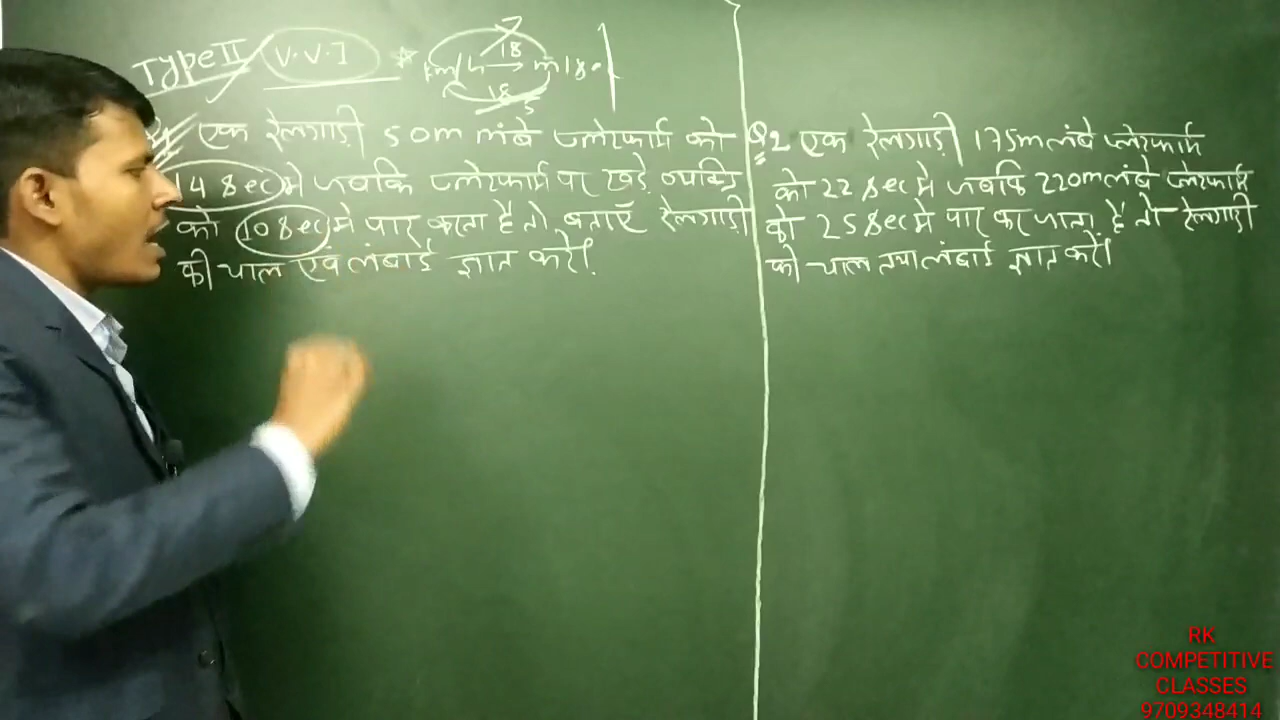 Type II V.V.I * km/h → m/sec
18
18
5
एक रेलगाड़ी 50m लंबे प्लेटफार्म को
14 sec मे जबकि प्लेटफार्म पर खड़े व्यक्ति
को 10 sec मे पार करता है तो बताएँ रेलगाड़ी
की चाल एवं लंबाई ज्ञात करो।
Q2 एक रेलगाड़ी 175m लंबे प्लेटफार्म
को 22 sec मे जबकि 220m लंबे प्लेटफार्म
को 25 sec मे पार कर पाता है तो रेलगाड़ी
की चाल तथा लंबाई ज्ञात करो।
RK
COMPETITIVE
CLASSES
9709348414